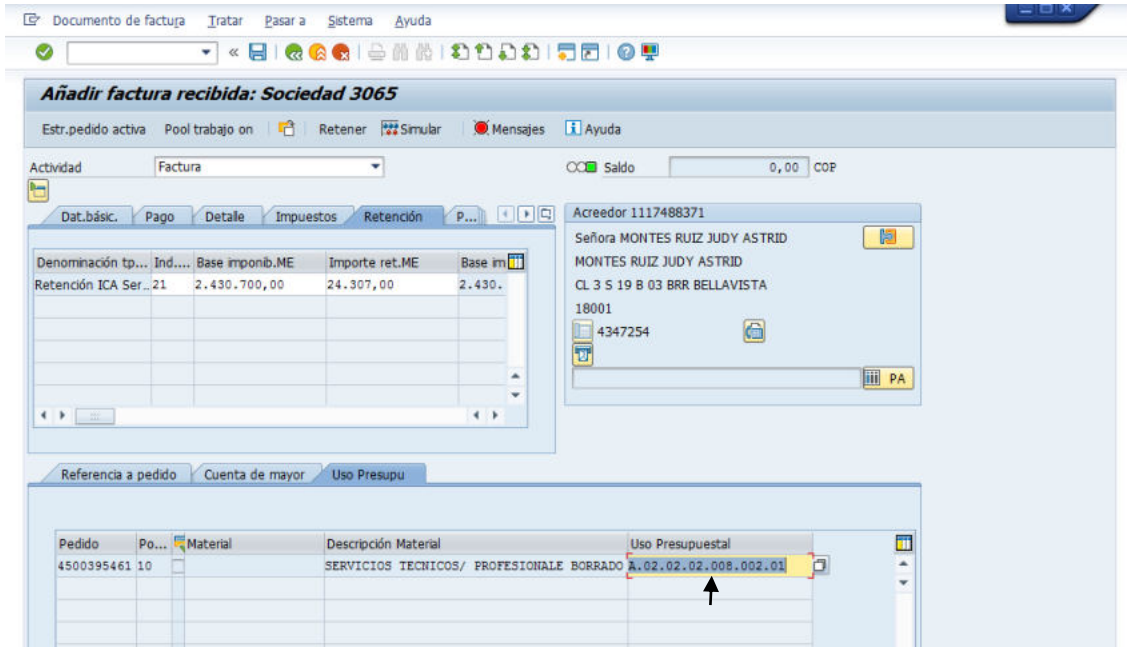 Documento de factura Tratar Pasar a Sistema Ayuda
Añadir factura recibida: Sociedad 3065
Estr.pedido activa Pool trabajo on Retener Simular Mensajes Ayuda
Actividad Factura Saldo 0,00 COP
Dat.básic. Pago Detalle Impuestos Retención P...
Acreedor 1117488371
Señora MONTES RUIZ JUDY ASTRID
MONTES RUIZ JUDY ASTRID
CL 3 S 19 B 03 BRR BELLAVISTA
18001
4347254
PA
Denominación tp... Ind.... Base imponib.ME Importe ret.ME Base im
Retención ICA Ser.. 21 2.430.700,00 24.307,00 2.430.
Referencia a pedido Cuenta de mayor Uso Presupu
Pedido Po... Material Descripción Material Uso Presupuestal
4500395461 10 SERVICIOS TECNICOS/ PROFESIONALE BORRADO A.02.02.02.008.002.01